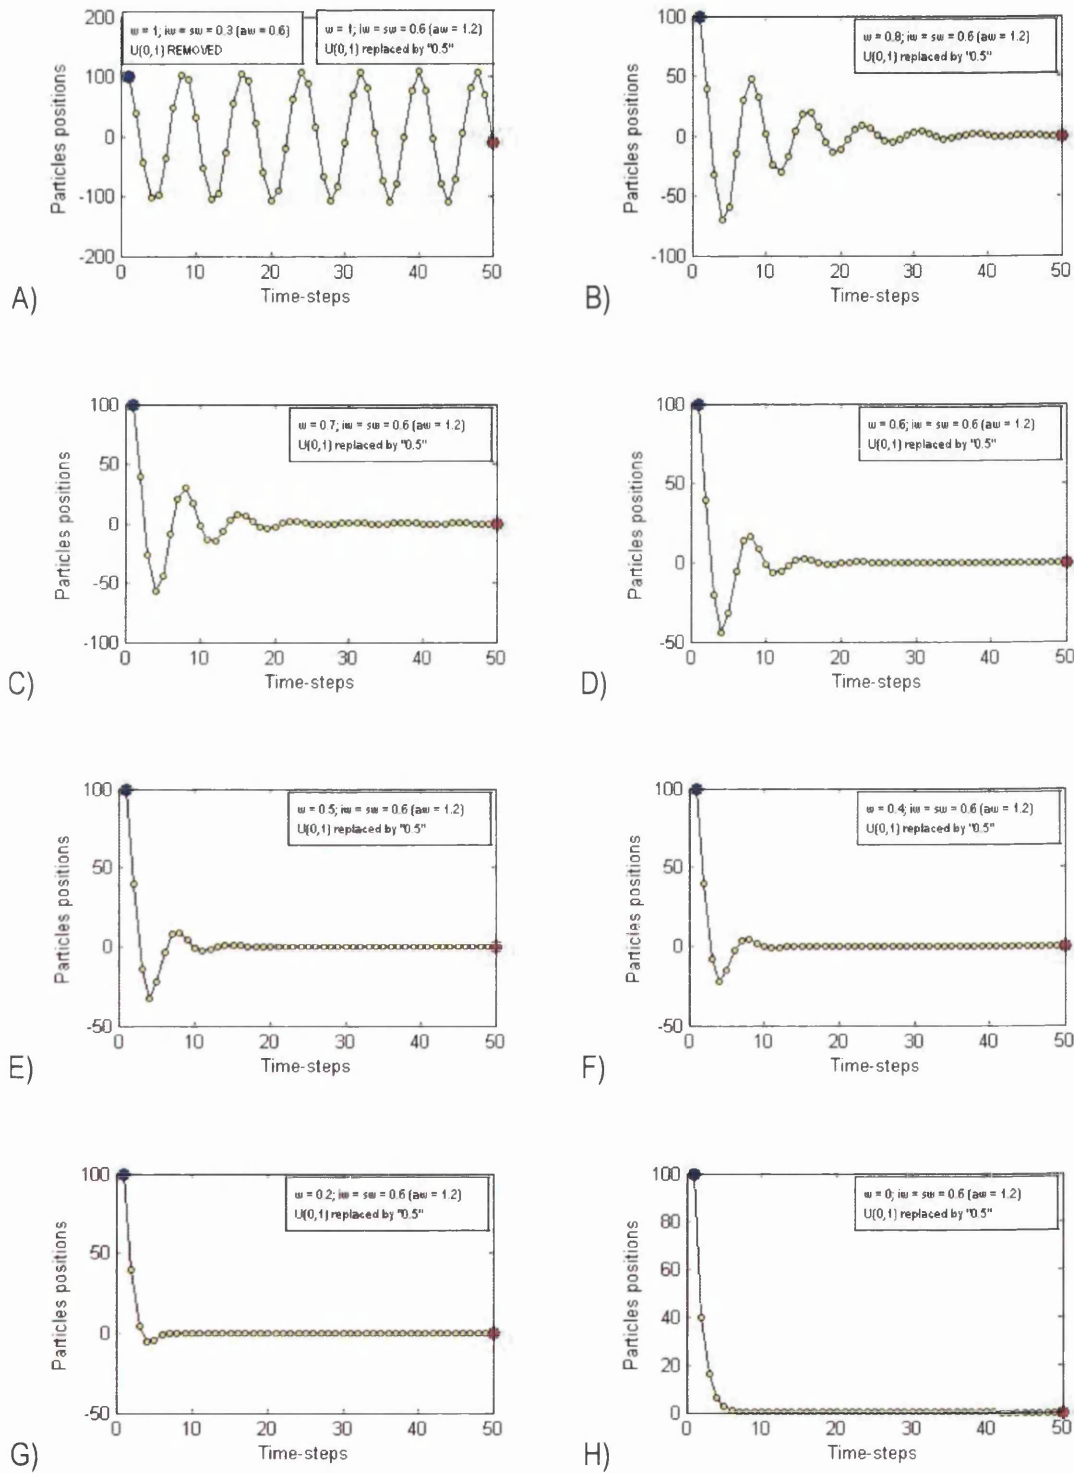 200
100
0
-100
-200
Particles positions
w = 1; iw = sw = 0.3 (aw = 0.6)
U(0,1) REMOVED
w = 1; iw = sw = 0.6 (aw = 1.2)
U(0,1) replaced by "0.5"
0 10 20 30 40 50
Time-steps
A)
100
50
0
-50
-100
Particles positions
w = 0.8; iw = sw = 0.6 (aw = 1.2)
U(0,1) replaced by "0.5"
0 10 20 30 40 50
Time-steps
B)
100
50
0
-50
-100
Particles positions
w = 0.7; iw = sw = 0.6 (aw = 1.2)
U(0,1) replaced by "0.5"
0 10 20 30 40 50
Time-steps
C)
100
50
0
-50
Particles positions
w = 0.6; iw = sw = 0.6 (aw = 1.2)
U(0,1) replaced by "0.5"
0 10 20 30 40 50
Time-steps
D)
100
50
0
-50
Particles positions
w = 0.5; iw = sw = 0.6 (aw = 1.2)
U(0,1) replaced by "0.5"
0 10 20 30 40 50
Time-steps
E)
100
50
0
-50
Particles positions
w = 0.4; iw = sw = 0.6 (aw = 1.2)
U(0,1) replaced by "0.5"
0 10 20 30 40 50
Time-steps
F)
100
50
0
-50
Particles positions
w = 0.2; iw = sw = 0.6 (aw = 1.2)
U(0,1) replaced by "0.5"
0 10 20 30 40 50
Time-steps
G)
100
80
60
40
20
0
Particles positions
w = 0; iw = sw = 0.6 (aw = 1.2)
U(0,1) replaced by "0.5"
0 10 20 30 40 50
Time-steps
H)